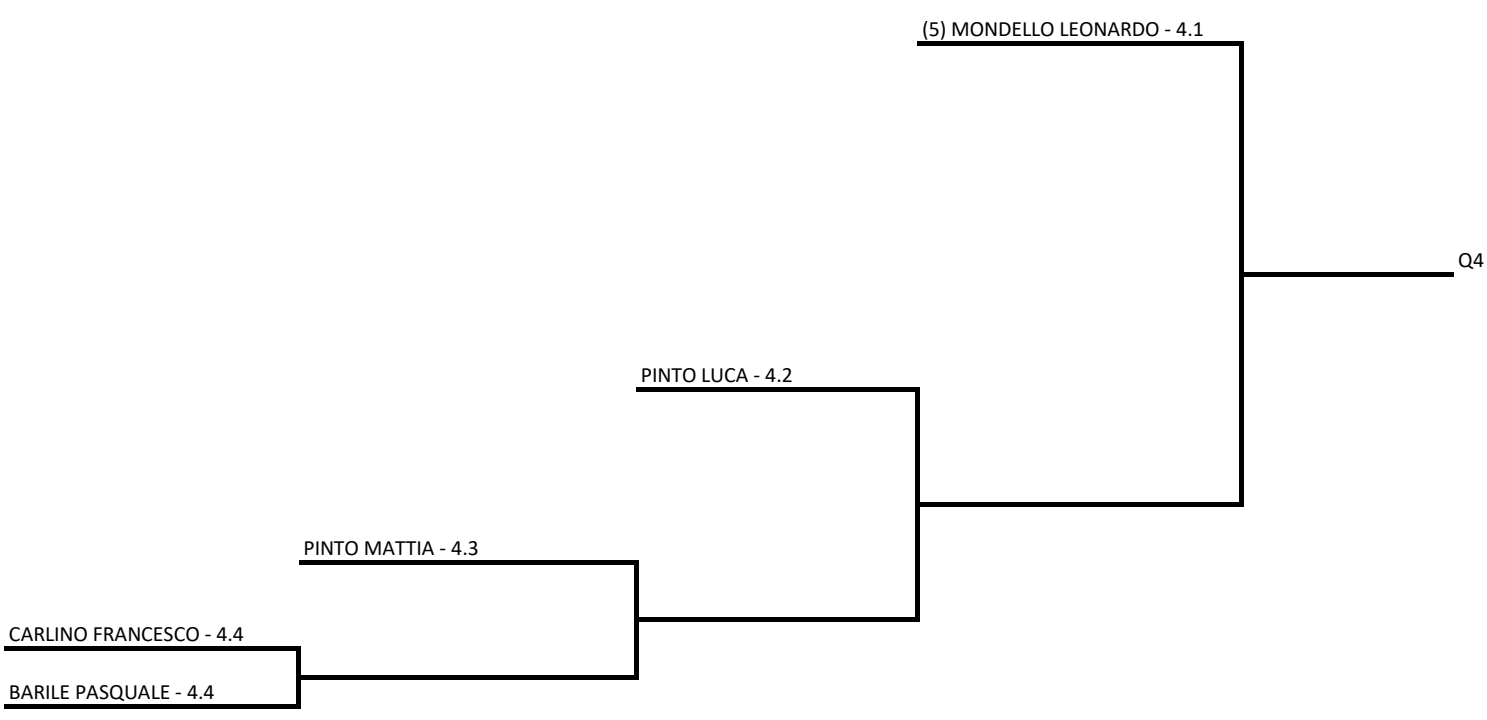 (5) MONDELLO LEONARDO - 4.1
Q4
PINTO LUCA - 4.2
PINTO MATTIA - 4.3
CARLINO FRANCESCO - 4.4
BARILE PASQUALE - 4.4